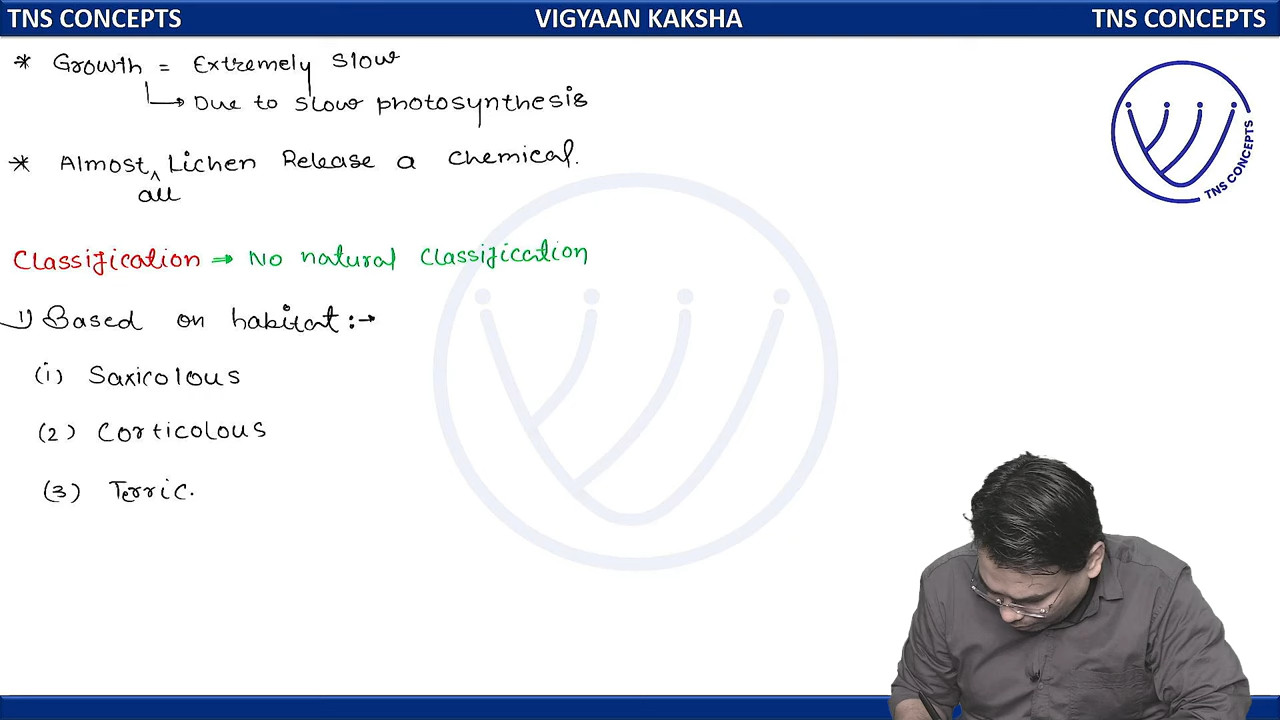 TNS CONCEPTS VIGYAAN KAKSHA TNS CONCEPTS
* Growth = Extremely slow
→ Due to slow photosynthesis
* Almost ^ Lichen Release a chemical.
all
TNS CONCEPTS
Classification → No natural classification
1) Based on habitat :→
(i) Saxicolous
(2) Corticolous
(3) Terric.